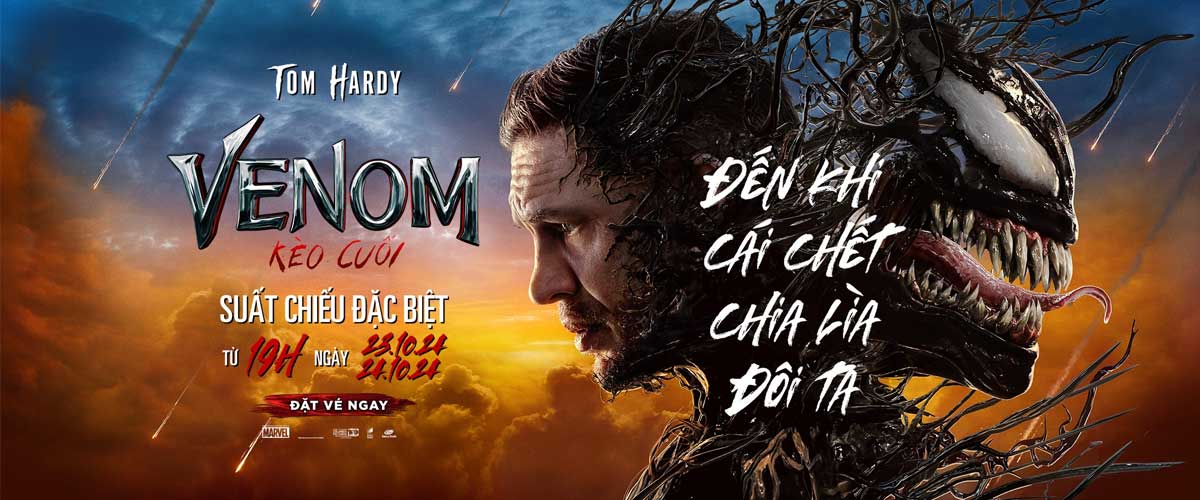 TOM HARDY
VENOM
KÈO CUỐI
SUẤT CHIẾU ĐẶC BIỆT
TỪ 19H NGÀY 23.10.24
24.10.24
ĐẶT VÉ NGAY
MARVEL
ĐẾN KHI
CÁI CHẾT
CHIA LÌA
ĐÔI TA